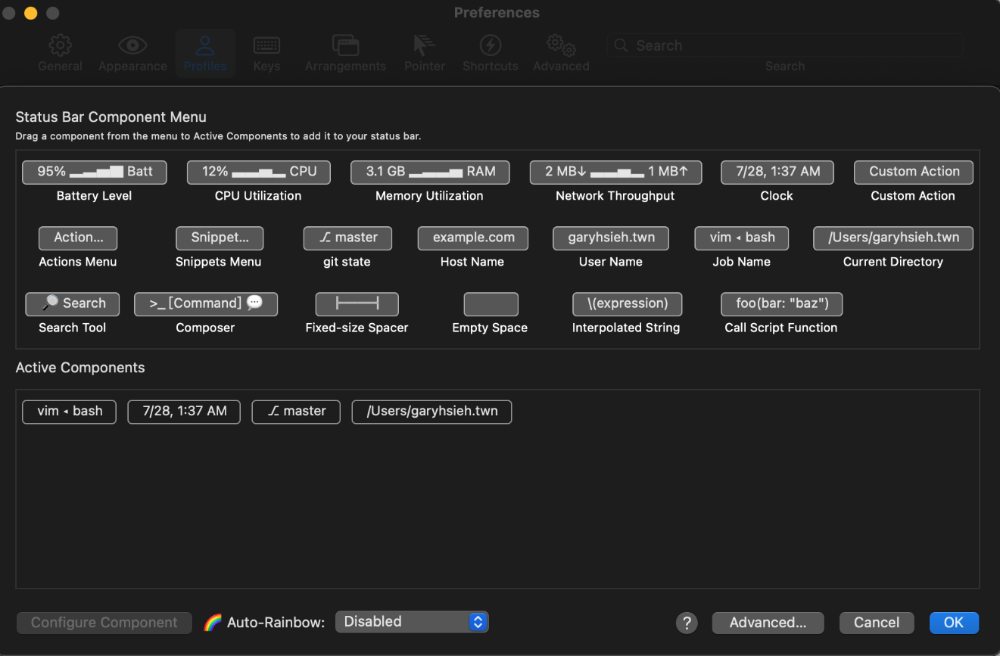 Preferences
General Appearance Profiles Keys Arrangements Pointer Shortcuts Advanced Search
Search
Status Bar Component Menu
Drag a component from the menu to Active Components to add it to your status bar.
95% Batt 12% CPU 3.1 GB RAM 2 MB↓ 1 MB↑ 7/28, 1:37 AM Custom Action
Battery Level CPU Utilization Memory Utilization Network Throughput Clock Custom Action
Action... Snippet... master example.com garyhsieh.twn vim ◂ bash /Users/garyhsieh.twn
Actions Menu Snippets Menu git state Host Name User Name Job Name Current Directory
Search >_ [Command] \(expression) foo(bar: "baz")
Search Tool Composer Fixed-size Spacer Empty Space Interpolated String Call Script Function
Active Components
vim ◂ bash 7/28, 1:37 AM master /Users/garyhsieh.twn
Configure Component 🌈 Auto-Rainbow: Disabled ? Advanced... Cancel OK